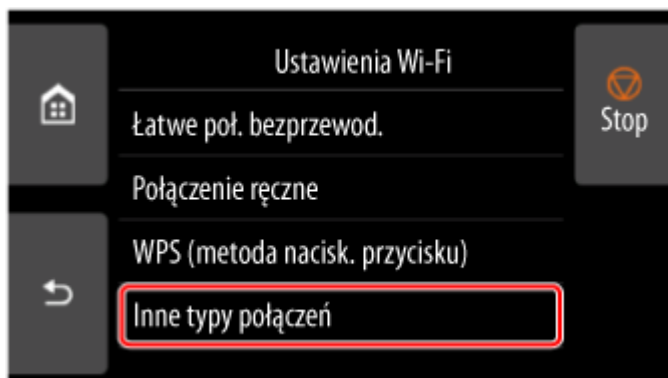 Ustawienia Wi-Fi
Stop
Łatwe poł. bezprzewod.
Połączenie ręczne
WPS (metoda nacisk. przycisku)
Inne typy połączeń